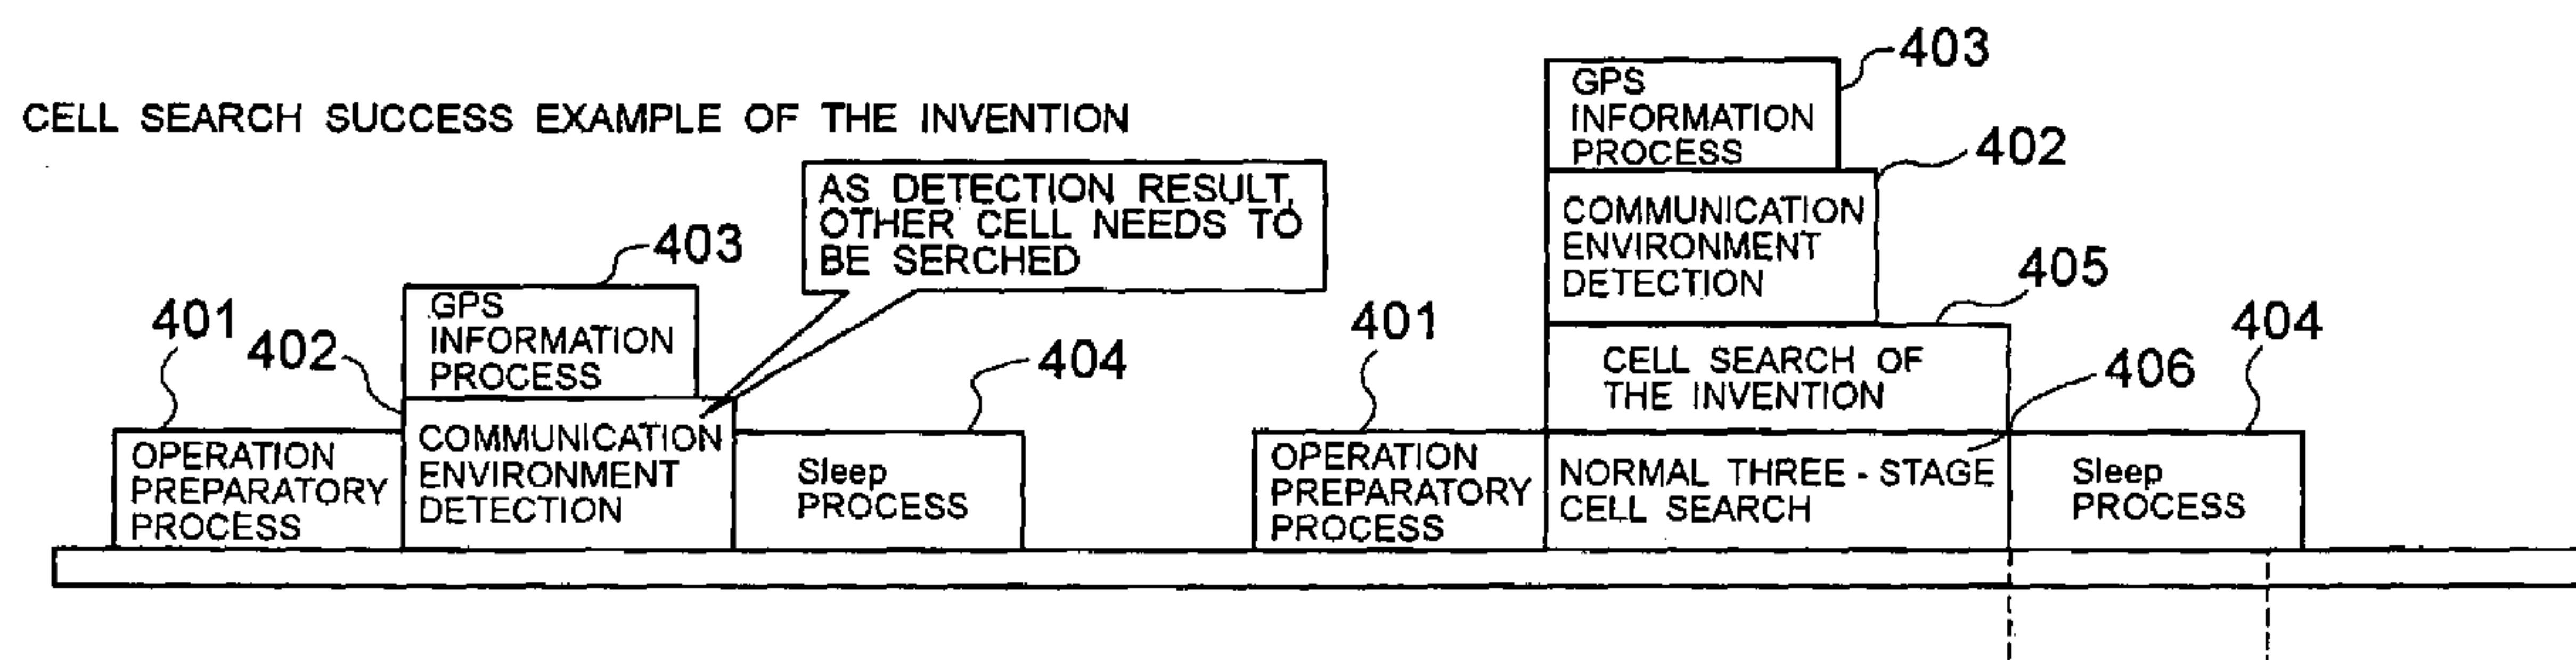 CELL SEARCH SUCCESS EXAMPLE OF THE INVENTION
AS DETECTION RESULT,
OTHER CELL NEEDS TO
BE SERCHED
401
402
403
404
OPERATION
PREPARATORY
PROCESS
GPS
INFORMATION
PROCESS
COMMUNICATION
ENVIRONMENT
DETECTION
Sleep
PROCESS
403
402
405
401
406
404
GPS
INFORMATION
PROCESS
COMMUNICATION
ENVIRONMENT
DETECTION
CELL SEARCH OF
THE INVENTION
OPERATION
PREPARATORY
PROCESS
NORMAL THREE-STAGE
CELL SEARCH
Sleep
PROCESS